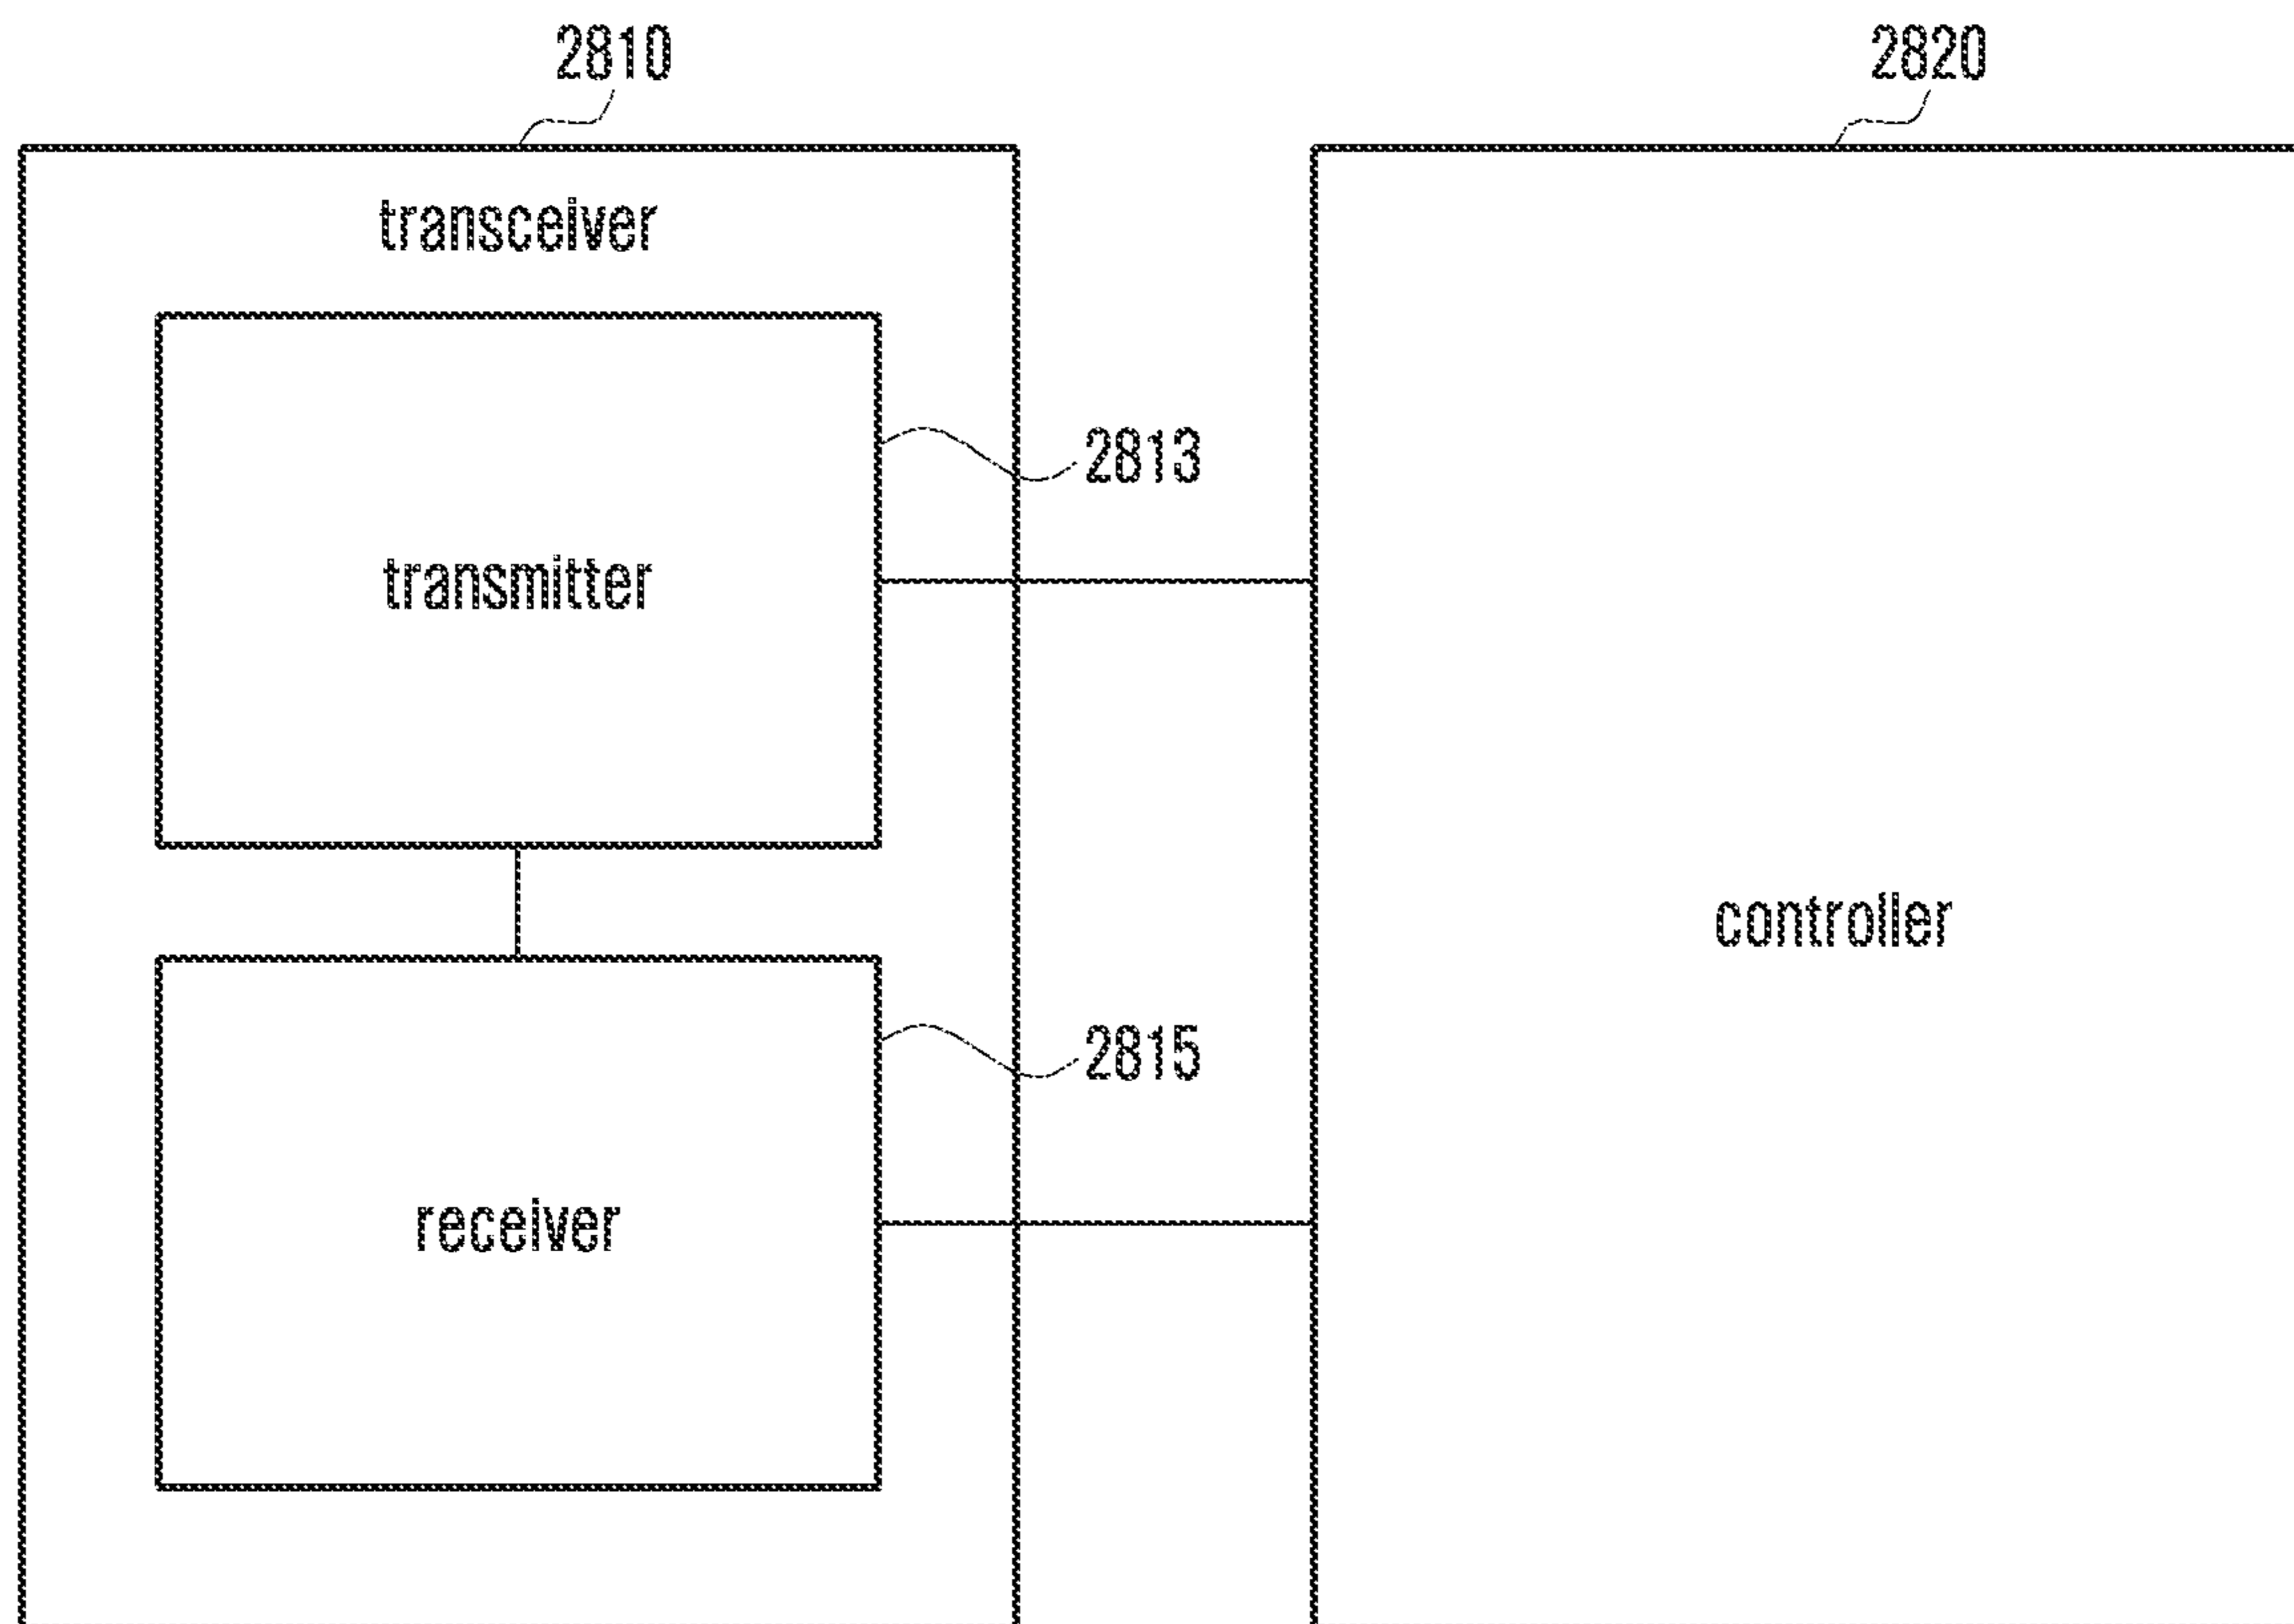 2810
2820
transceiver
2813
transmitter
controller
2815
receiver